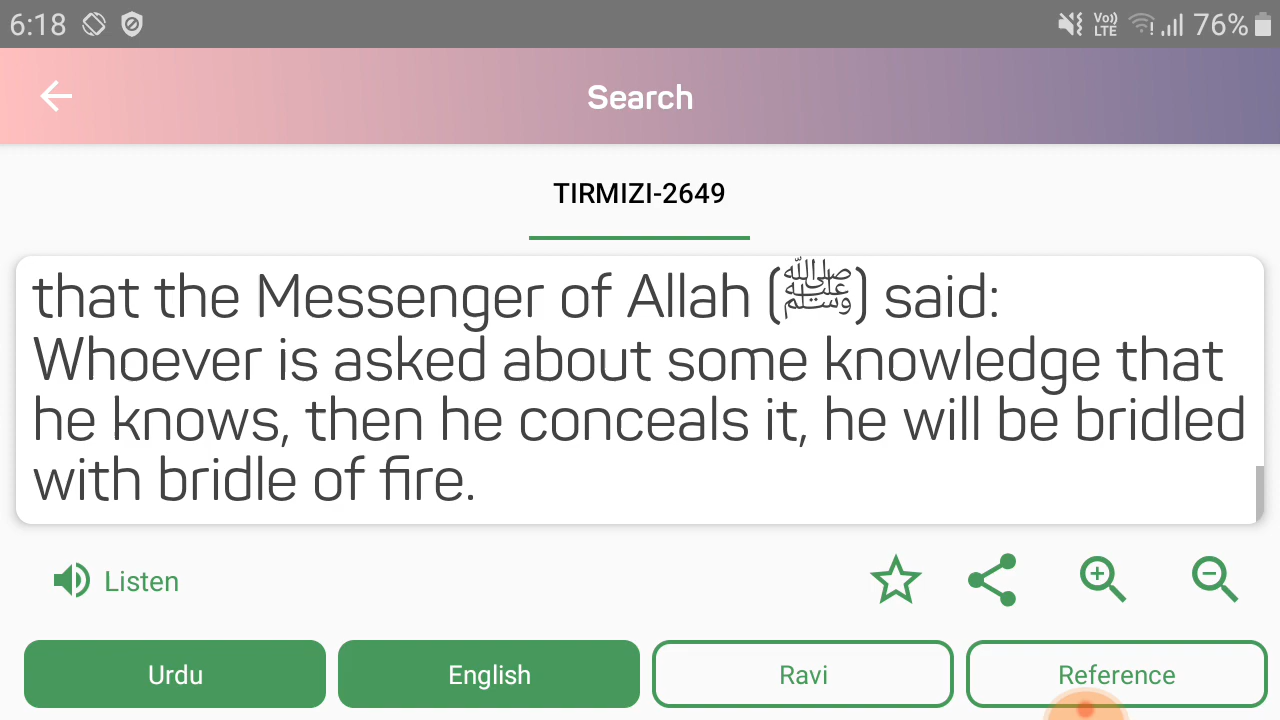 6:18 Vo)) LTE 76%
Search
TIRMIZI-2649
that the Messenger of Allah (ﷺ) said:
Whoever is asked about some knowledge that
he knows, then he conceals it, he will be bridled
with bridle of fire.
Listen
Urdu English Ravi Reference